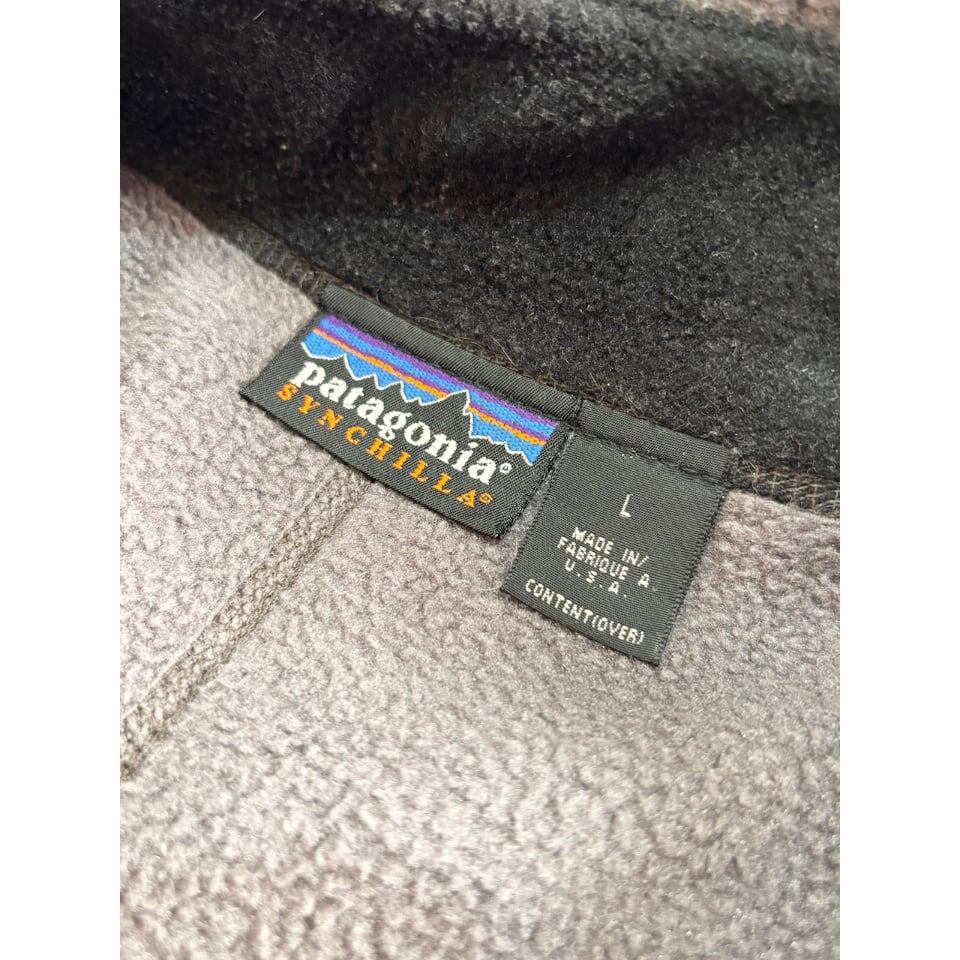 patagonia®
SYNCHILLA®
L
MADE IN/
FABRIQUE A
U.S.A.
CONTENT(OVER)